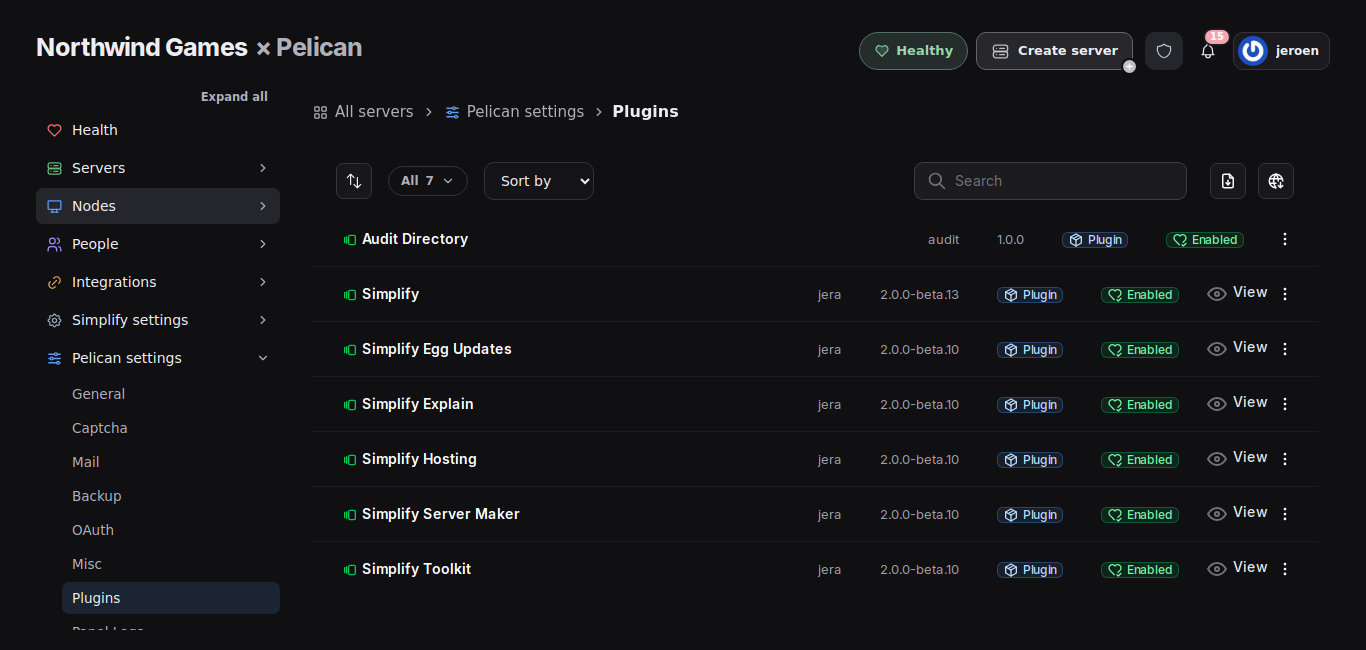 Northwind Games × Pelican
Healthy
Create server
15
jeroen
Expand all
Health
Servers
Nodes
People
Integrations
Simplify settings
Pelican settings
General
Captcha
Mail
Backup
OAuth
Misc
Plugins
Panel Logs
All servers > Pelican settings > Plugins
All 7
Sort by
Search
Audit Directory audit 1.0.0 Plugin Enabled
Simplify jera 2.0.0-beta.13 Plugin Enabled View
Simplify Egg Updates jera 2.0.0-beta.10 Plugin Enabled View
Simplify Explain jera 2.0.0-beta.10 Plugin Enabled View
Simplify Hosting jera 2.0.0-beta.10 Plugin Enabled View
Simplify Server Maker jera 2.0.0-beta.10 Plugin Enabled View
Simplify Toolkit jera 2.0.0-beta.10 Plugin Enabled View